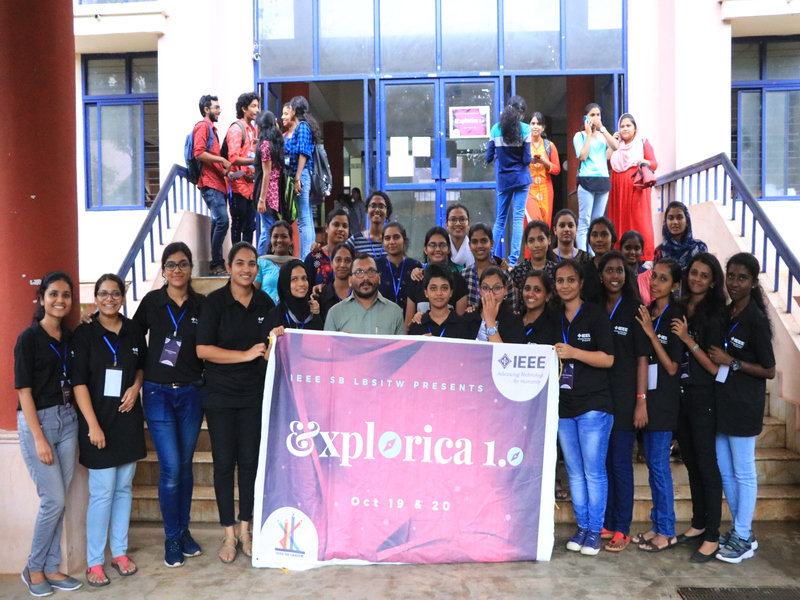 IEEE
Advancing Technology
for Humanity
IEEE SB LBSITW PRESENTS
&xplorica 1.0
Oct 19 & 20